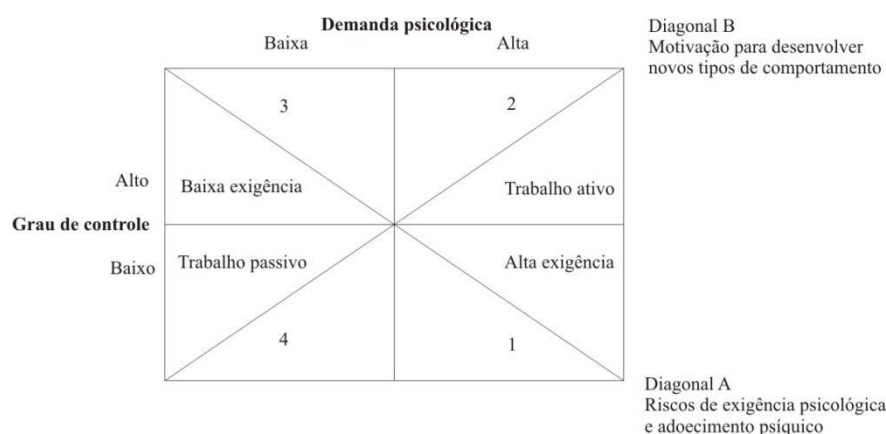 Demanda psicológica
Baixa
Alta
Diagonal B
Motivação para desenvolver
novos tipos de comportamento
3
2
Alto
Baixa exigência
Trabalho ativo
Grau de controle
Baixo
Trabalho passivo
Alta exigência
4
1
Diagonal A
Riscos de exigência psicológica
e adoecimento psíquico